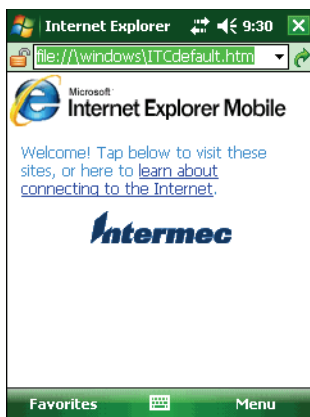 Internet Explorer 9:30
file://\windows\ITCdefault.htm
Microsoft
Internet Explorer Mobile
Welcome! Tap below to visit these
sites, or here to learn about
connecting to the Internet.
Intermec
Favorites Menu